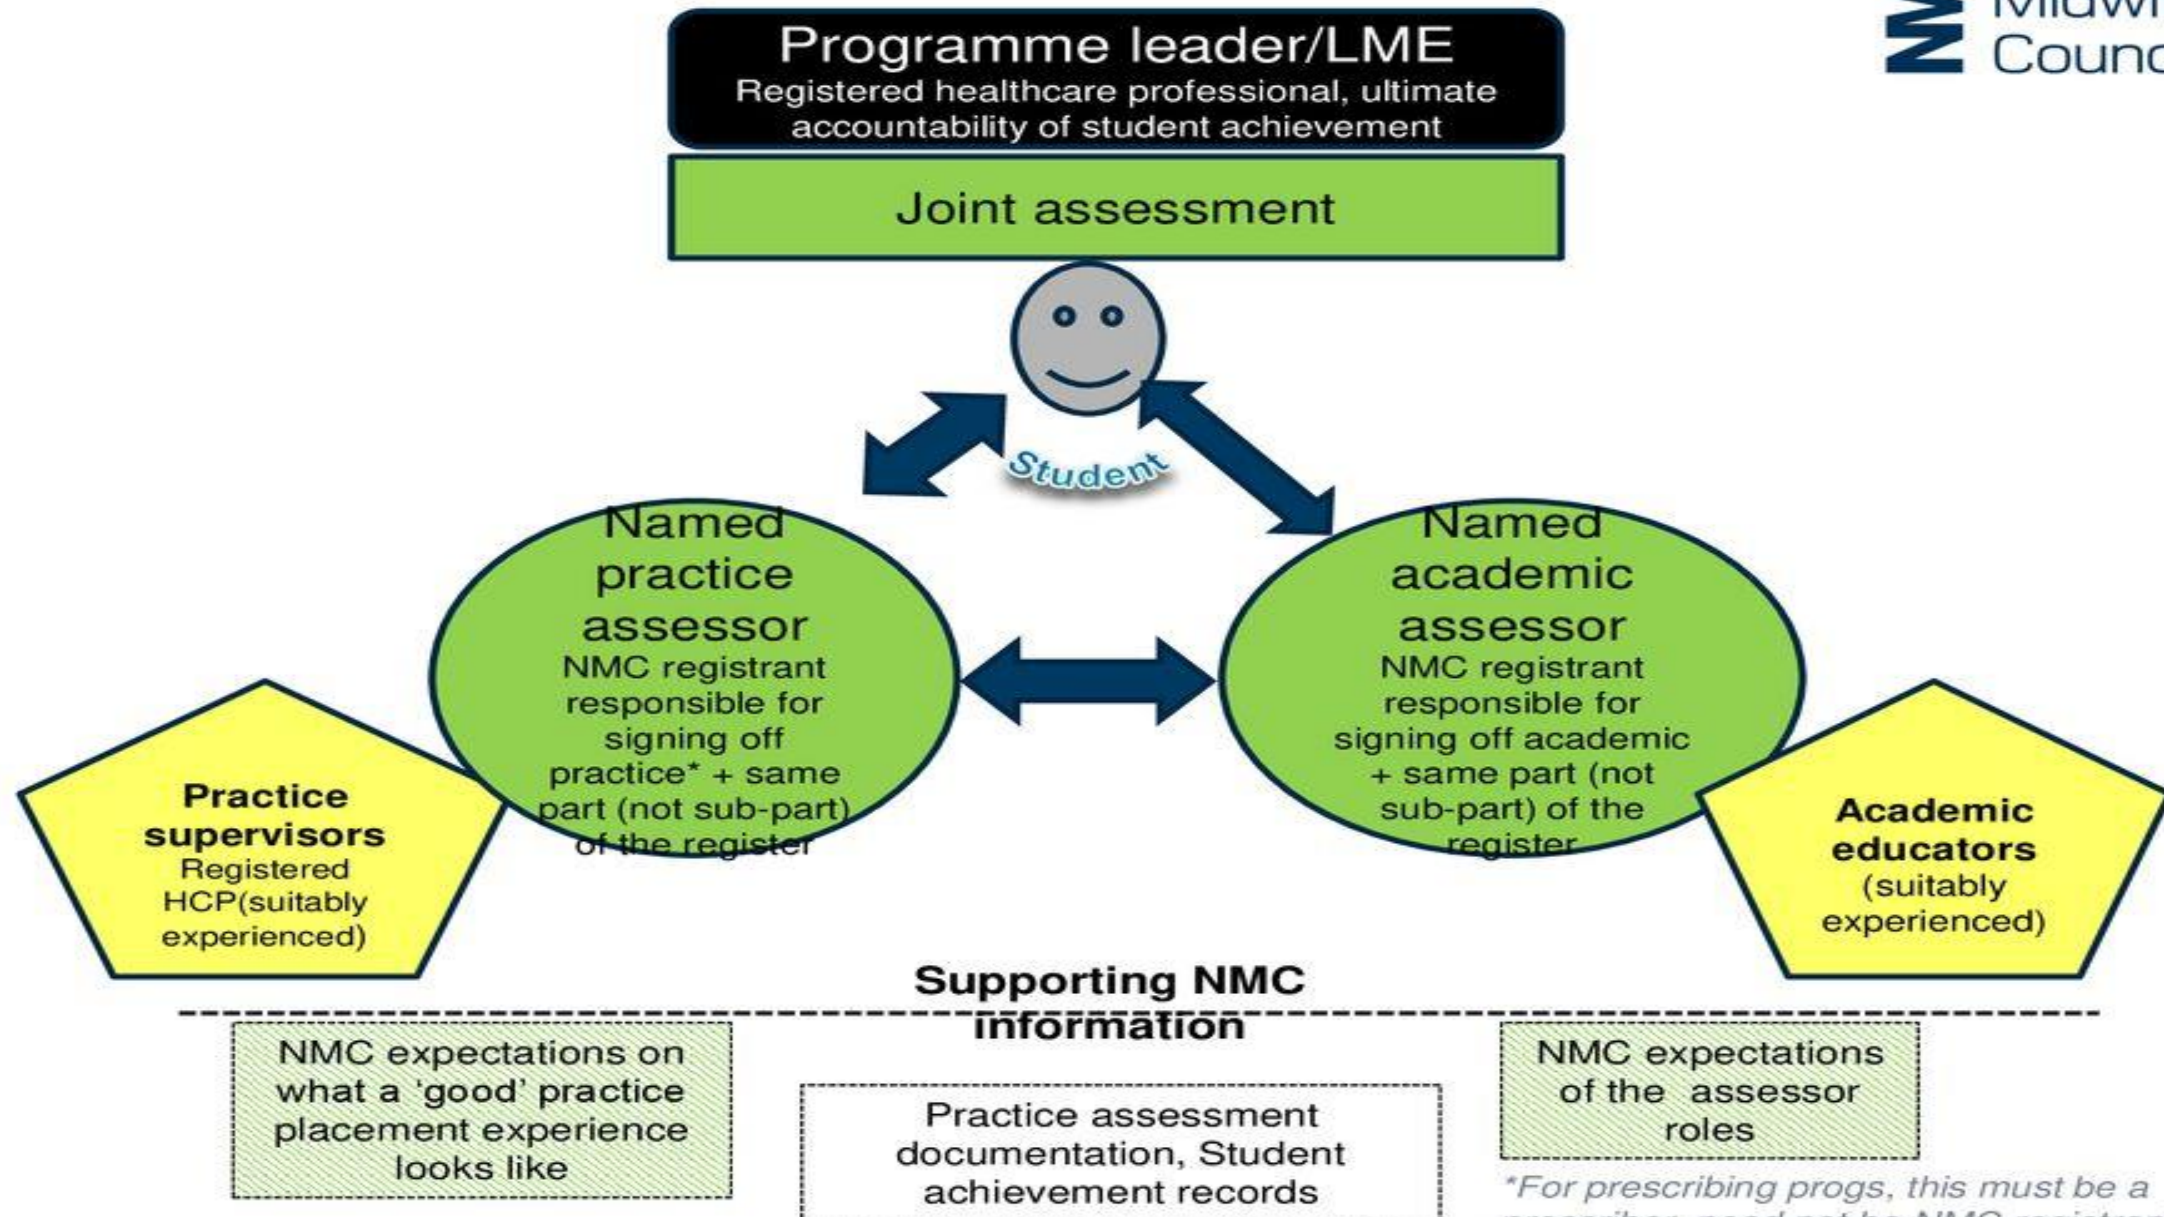 Programme leader/LME
Registered healthcare professional, ultimate
accountability of student achievement
Joint assessment
Student
Named
practice
assessor
NMC registrant
responsible for
signing off
practice* + same
part (not sub-part)
of the register
Named
academic
assessor
NMC registrant
responsible for
signing off academic
+ same part (not
sub-part) of the
register
Practice
supervisors
Registered
HCP(suitably
experienced)
Academic
educators
(suitably
experienced)
Supporting NMC
information
NMC expectations on
what a ‘good’ practice
placement experience
looks like
Practice assessment
documentation, Student
achievement records
NMC expectations
of the assessor
roles
*For prescribing progs, this must be a